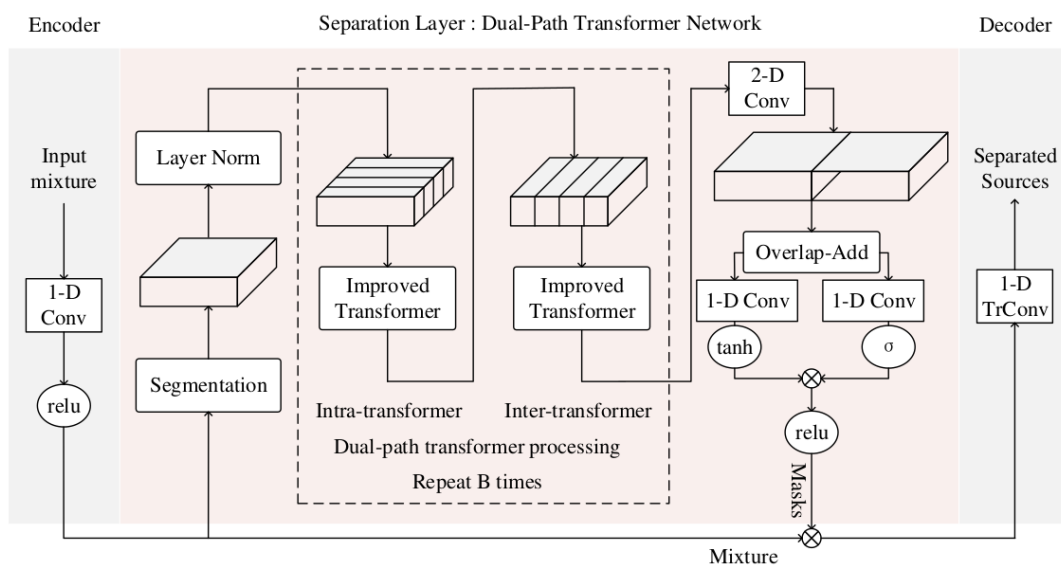 Encoder
Separation Layer : Dual-Path Transformer Network
Decoder
Input
mixture
1-D
Conv
relu
Layer Norm
Segmentation
Improved
Transformer
Intra-transformer
Improved
Transformer
Inter-transformer
Dual-path transformer processing
Repeat B times
2-D
Conv
Overlap-Add
1-D Conv
1-D Conv
tanh
σ
relu
Masks
Mixture
Separated
Sources
1-D
TrConv